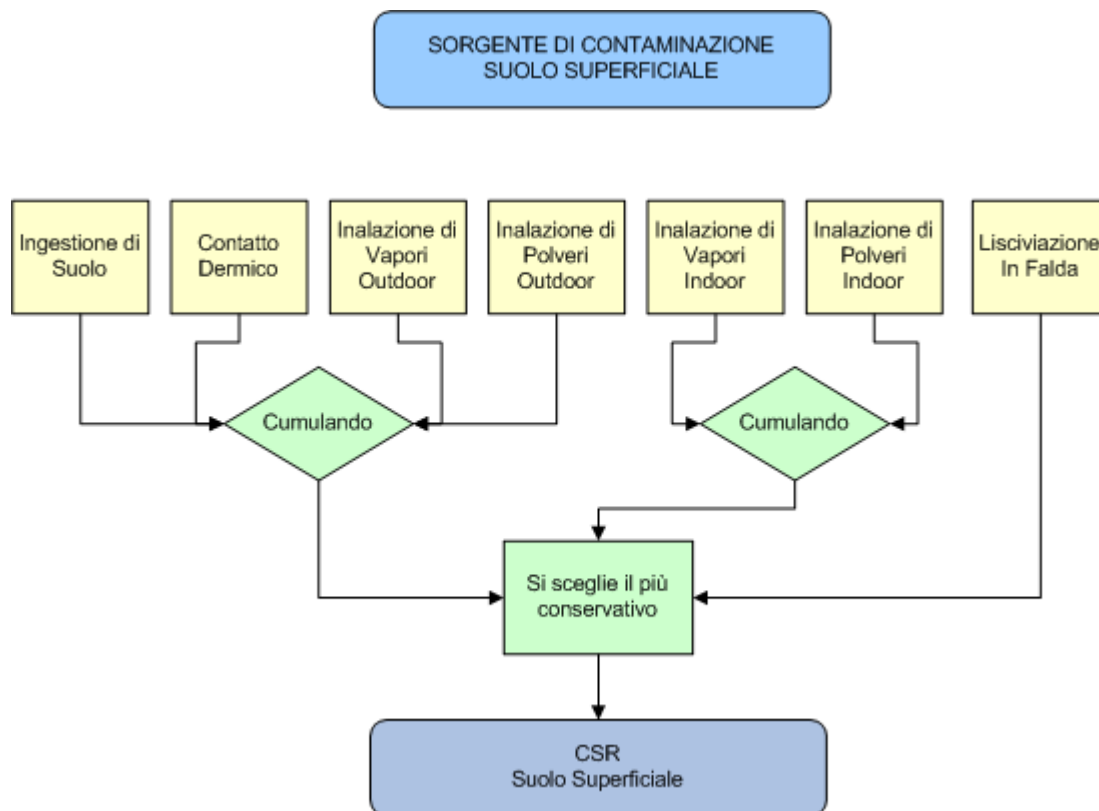 SORGENTE DI CONTAMINAZIONE
SUOLO SUPERFICIALE
Ingestione di
Suolo
Contatto
Dermico
Inalazione di
Vapori
Outdoor
Inalazione di
Polveri
Outdoor
Inalazione di
Vapori
Indoor
Inalazione di
Polveri
Indoor
Lisciviazione
In Falda
Cumulando
Cumulando
Si sceglie il più
conservativo
CSR
Suolo Superficiale